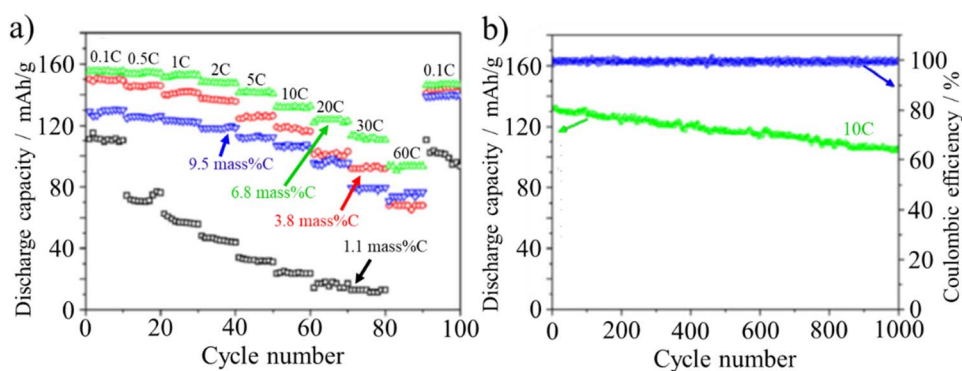 a)
Discharge capacity / mAh/g
160
120
80
40
0
0.1C 0.5C 1C 2C 5C 10C 20C 30C 60C 0.1C
9.5 mass%C
6.8 mass%C
3.8 mass%C
1.1 mass%C
0 20 40 60 80 100
Cycle number
b)
Discharge capacity / mAh/g
160
120
80
40
0
10C
100
80
60
40
20
0
Coulombic efficiency / %
0 200 400 600 800 1000
Cycle number